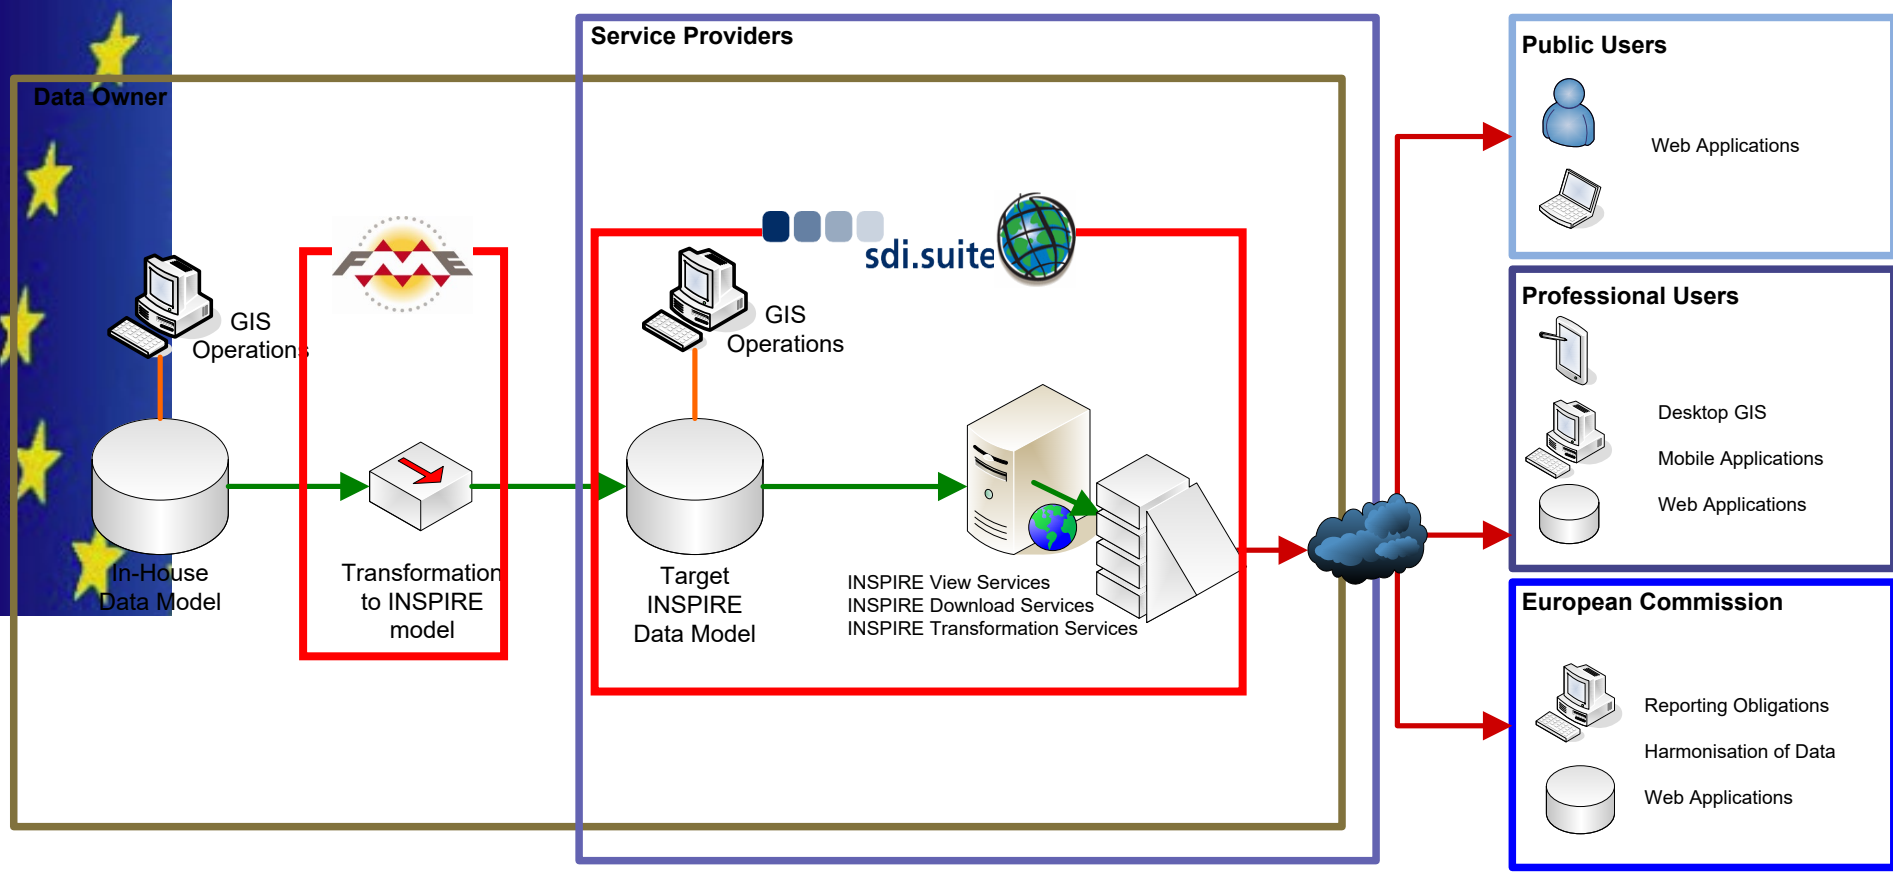 Service Providers
Data Owner
FME
sdi.suite
GIS
Operations
GIS
Operations
In-House
Data Model
Transformation
to INSPIRE
model
Target
INSPIRE
Data Model
INSPIRE View Services
INSPIRE Download Services
INSPIRE Transformation Services
Public Users
Web Applications
Professional Users
Desktop GIS
Mobile Applications
Web Applications
European Commission
Reporting Obligations
Harmonisation of Data
Web Applications